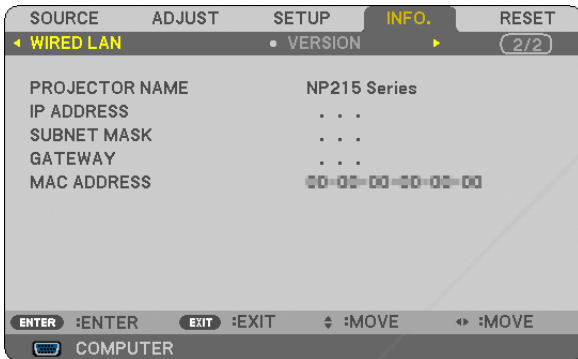 SOURCE ADJUST SETUP INFO. RESET
WIRED LAN VERSION 2/2
PROJECTOR NAME NP215 Series
IP ADDRESS . . .
SUBNET MASK . . .
GATEWAY . . .
MAC ADDRESS
ENTER :ENTER EXIT :EXIT :MOVE :MOVE
COMPUTER